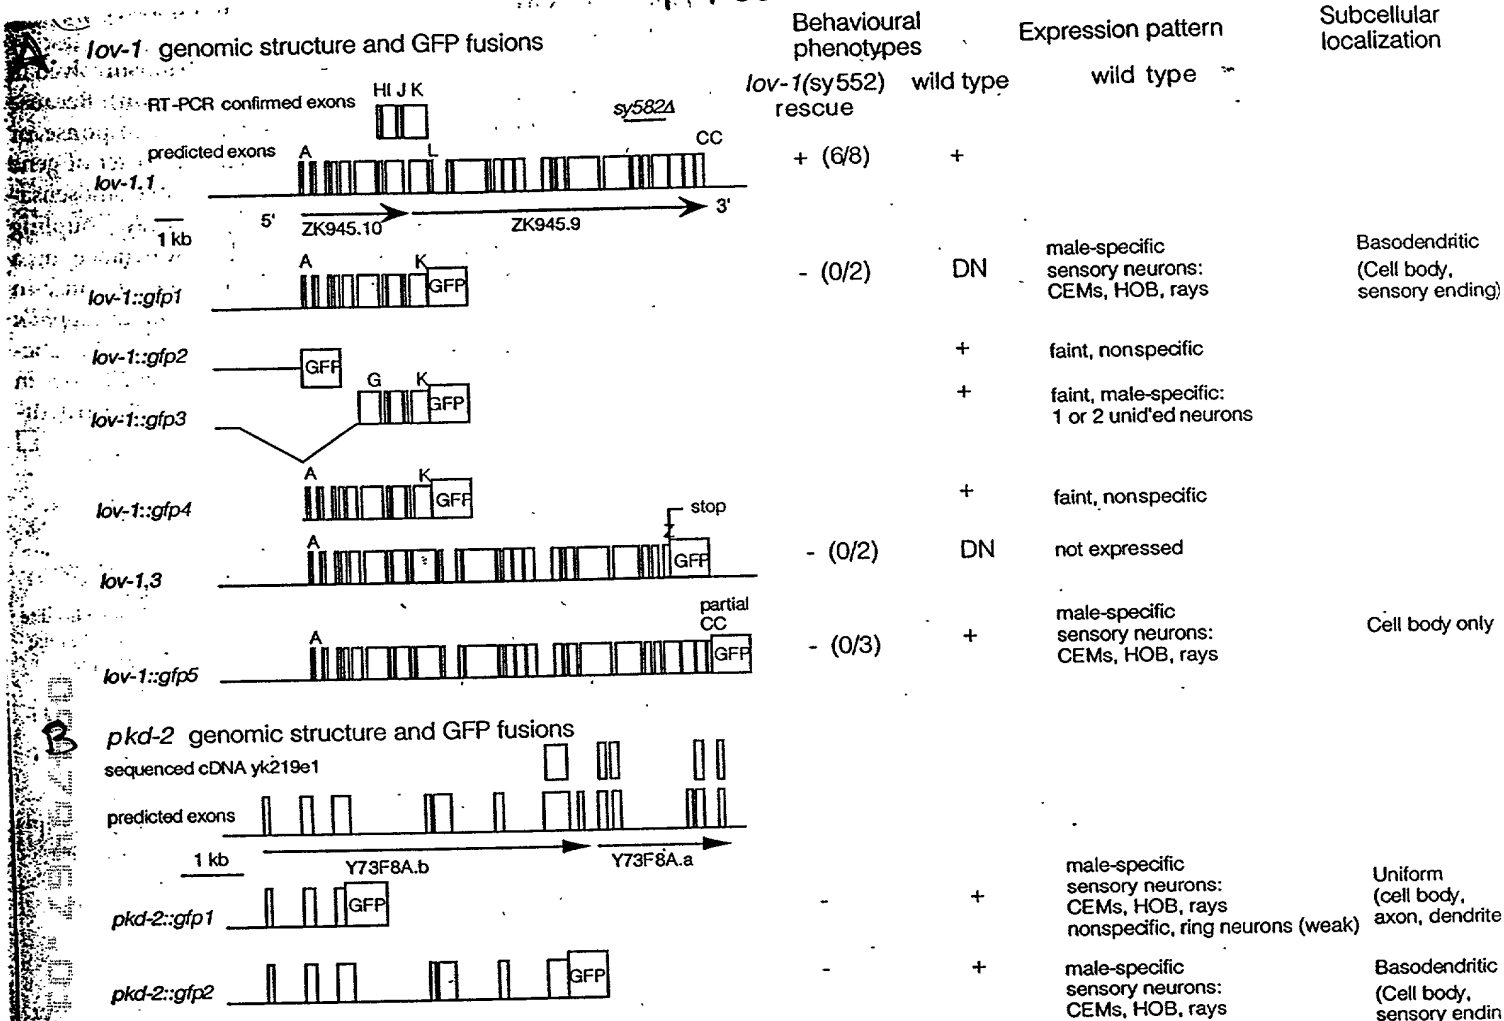 A. lov-1 genomic structure and GFP fusions
Behavioural
phenotypes
Expression pattern
Subcellular
localization
lov-1(sy552)
rescue
wild type
wild type
RT-PCR confirmed exons
HI J K
sy582Δ
predicted exons
A
L
CC
lov-1,1
+ (6/8)
+
5'
3'
1 kb
ZK945.10
ZK945.9
A
K
GFP
lov-1::gfp1
- (0/2)
DN
male-specific
sensory neurons:
CEMs, HOB, rays
Basodendritic
(Cell body,
sensory ending)
lov-1::gfp2
GFP
+
faint, nonspecific
G
K
GFP
lov-1::gfp3
+
faint, male-specific:
1 or 2 unid'ed neurons
A
K
GFP
lov-1::gfp4
+
faint, nonspecific
stop
A
Z
GFP
lov-1,3
- (0/2)
DN
not expressed
partial
CC
A
GFP
lov-1::gfp5
- (0/3)
+
male-specific
sensory neurons:
CEMs, HOB, rays
Cell body only
B pkd-2 genomic structure and GFP fusions
sequenced cDNA yk219e1
predicted exons
1 kb
Y73F8A.b
Y73F8A.a
GFP
pkd-2::gfp1
-
+
male-specific
sensory neurons:
CEMs, HOB, rays
nonspecific, ring neurons (weak)
Uniform
(cell body,
axon, dendrite
GFP
pkd-2::gfp2
-
+
male-specific
sensory neurons:
CEMs, HOB, rays
Basodendritic
(Cell body,
sensory endin